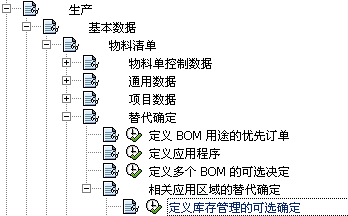 生产
基本数据
物料清单
物料单控制数据
通用数据
项目数据
替代确定
定义 BOM 用途的优先订单
定义应用程序
定义多个 BOM 的可选决定
相关应用区域的替代确定
定义库存管理的可选确定